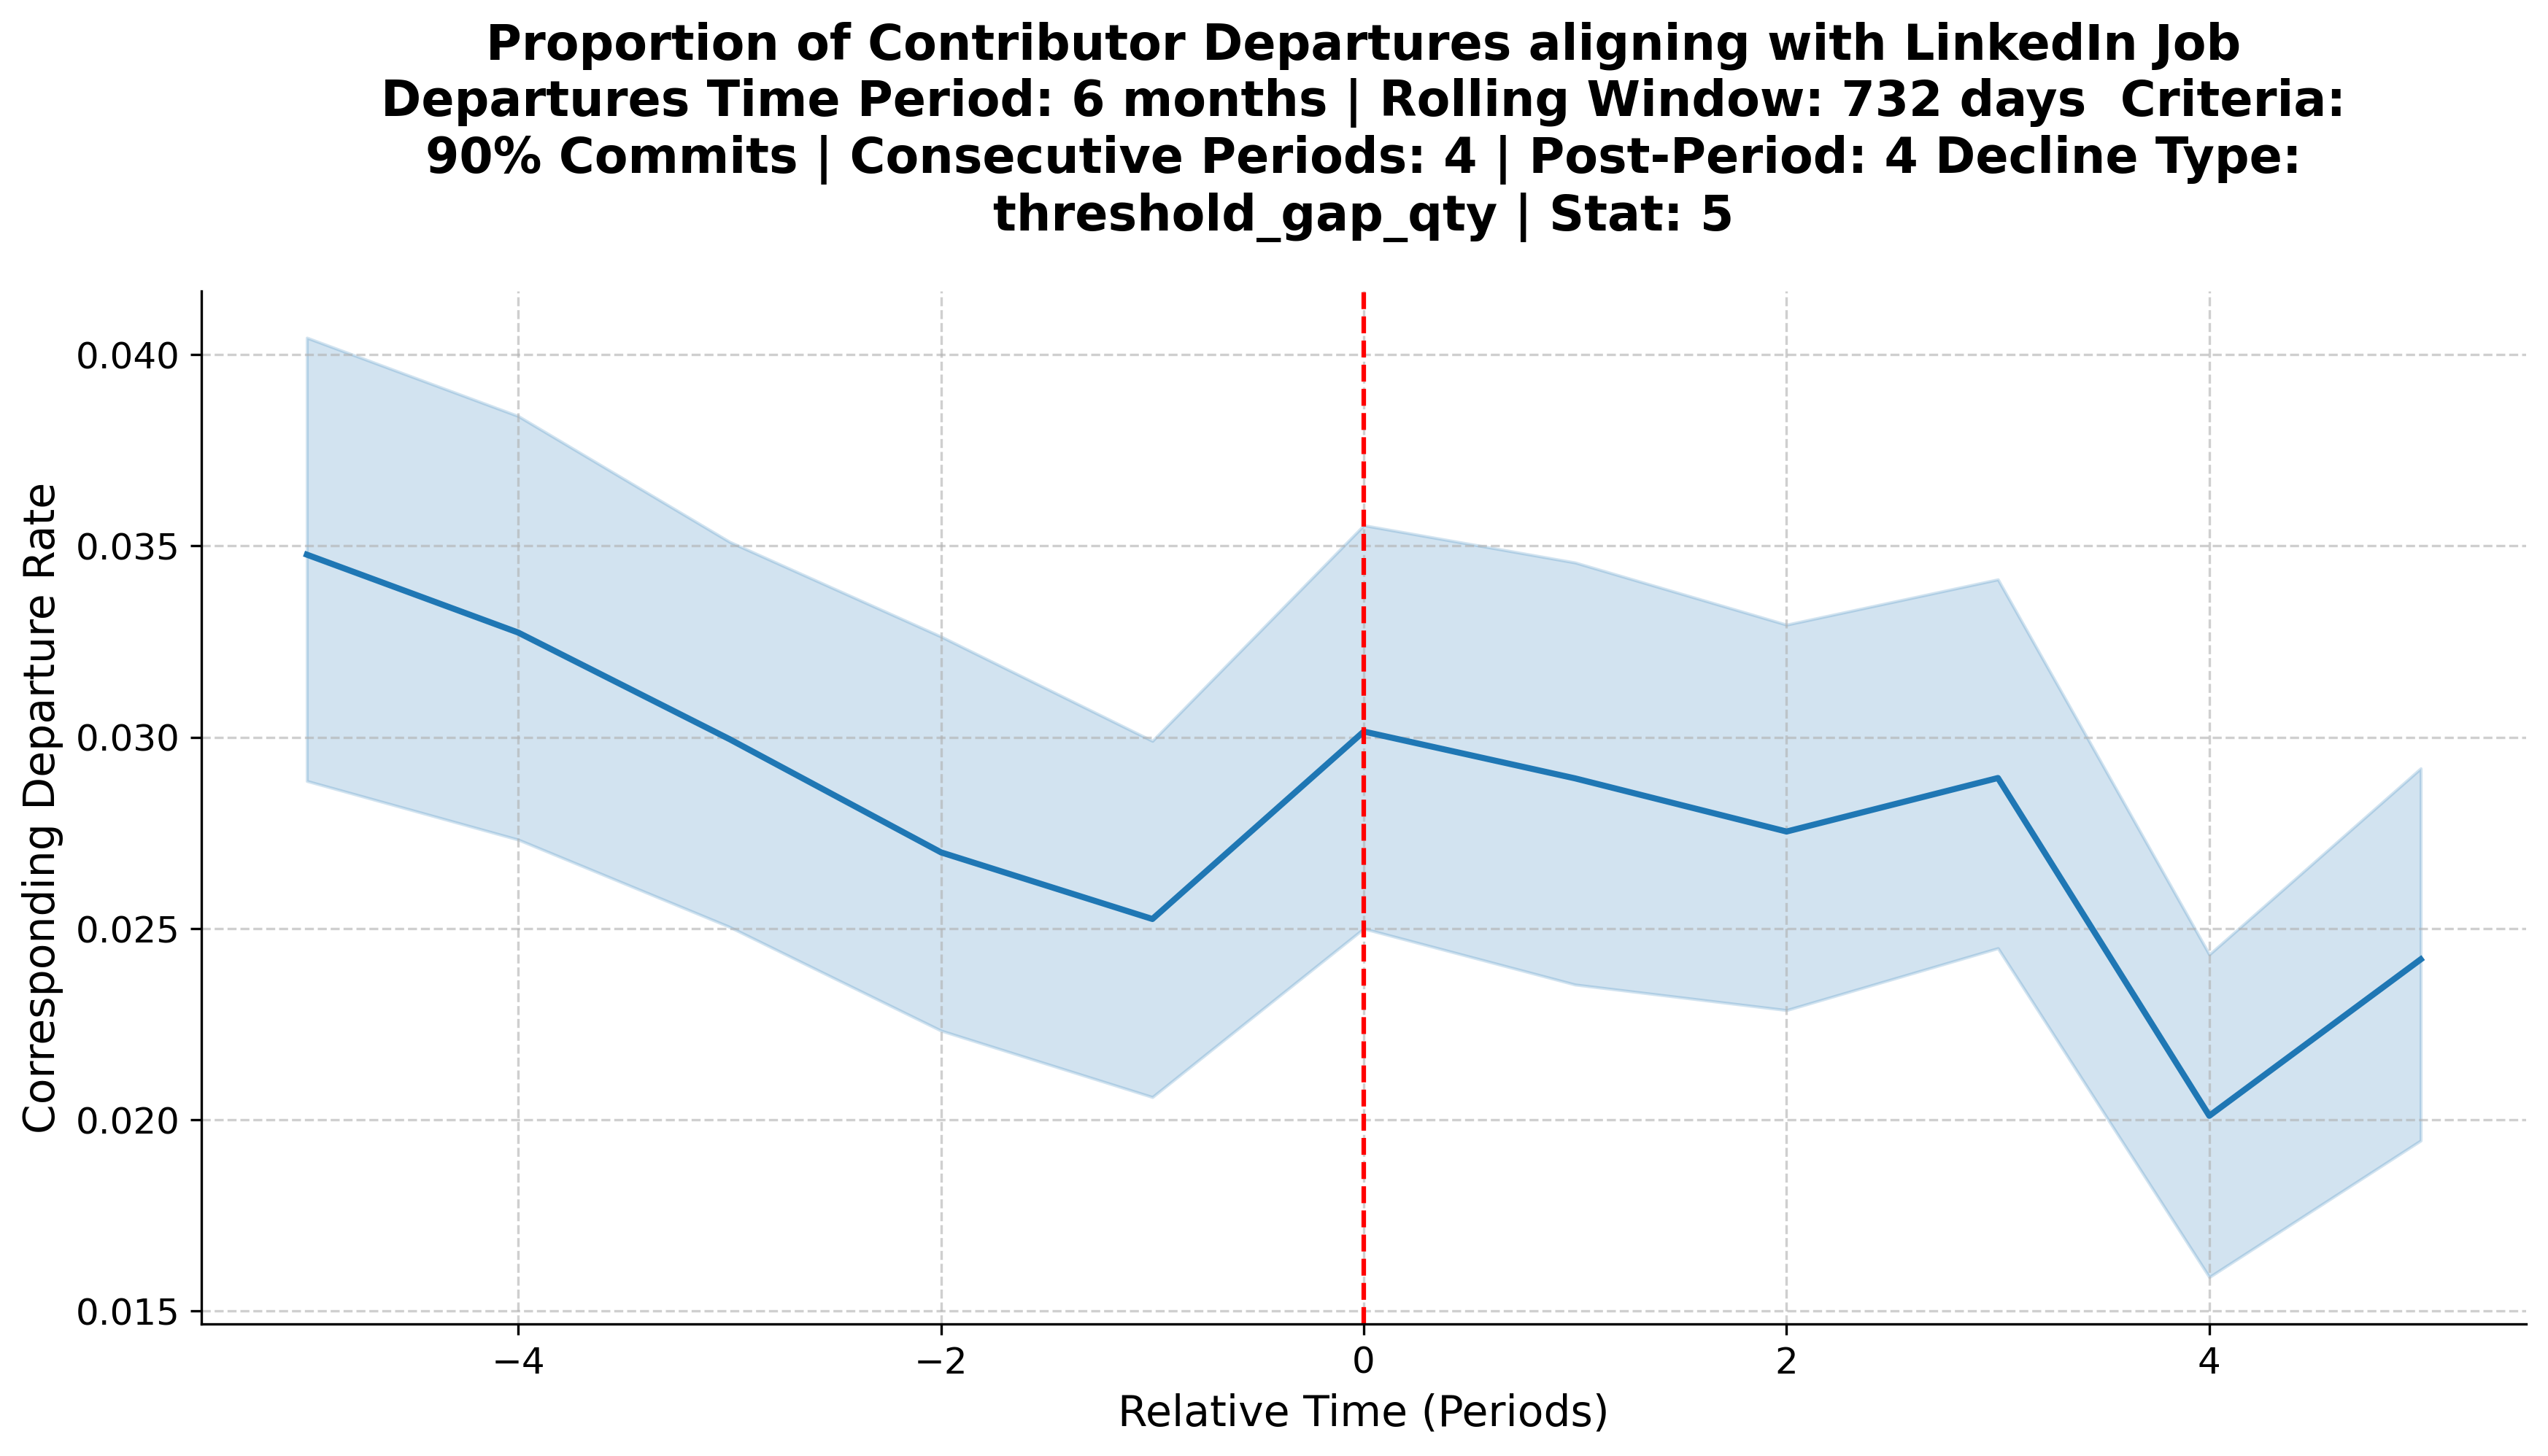 Proportion of Contributor Departures aligning with LinkedIn Job
Departures Time Period: 6 months | Rolling Window: 732 days  Criteria:
90% Commits | Consecutive Periods: 4 | Post-Period: 4 Decline Type:
threshold_gap_qty | Stat: 5
Corresponding Departure Rate
0.040
0.035
0.030
0.025
0.020
0.015
−4
−2
0
2
4
Relative Time (Periods)